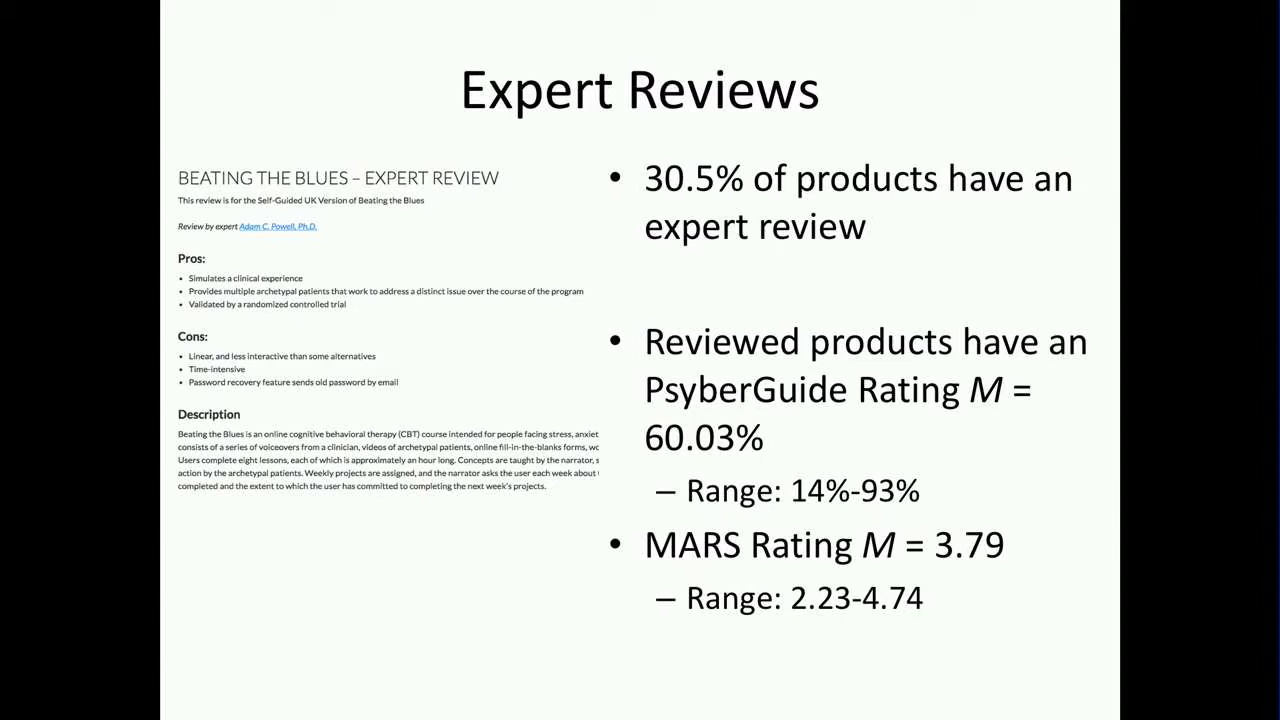 Expert Reviews
BEATING THE BLUES – EXPERT REVIEW
This review is for the Self-Guided UK Version of Beating the Blues
Review by expert Adam C. Powell, Ph.D.
Pros:
• Simulates a clinical experience
• Provides multiple archetypal patients that work to address a distinct issue over the course of the program
• Validated by a randomized controlled trial
Cons:
• Linear, and less interactive than some alternatives
• Time-intensive
• Password recovery feature sends old password by email
Description
Beating the Blues is an online cognitive behavioral therapy (CBT) course intended for people facing stress, anxiet
consists of a series of voiceovers from a clinician, videos of archetypal patients, online fill-in-the-blanks forms, wo
Users complete eight lessons, each of which is approximately an hour long. Concepts are taught by the narrator, s
action by the archetypal patients. Weekly projects are assigned, and the narrator asks the user each week about
completed and the extent to which the user has committed to completing the next week's projects.
• 30.5% of products have an
expert review
• Reviewed products have an
PsyberGuide Rating M =
60.03%
– Range: 14%-93%
• MARS Rating M = 3.79
– Range: 2.23-4.74